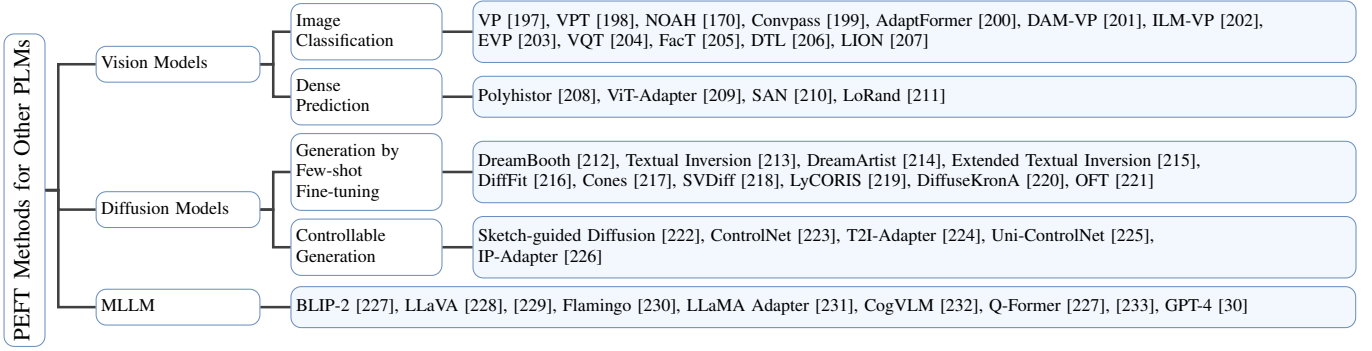 PEFT Methods for Other PLMs
Vision Models
Image
Classification
VP [197], VPT [198], NOAH [170], Convpass [199], AdaptFormer [200], DAM-VP [201], ILM-VP [202],
EVP [203], VQT [204], FacT [205], DTL [206], LION [207]
Dense
Prediction
Polyhistor [208], ViT-Adapter [209], SAN [210], LoRand [211]
Diffusion Models
Generation by
Few-shot
Fine-tuning
DreamBooth [212], Textual Inversion [213], DreamArtist [214], Extended Textual Inversion [215],
DiffFit [216], Cones [217], SVDiff [218], LyCORIS [219], DiffuseKronA [220], OFT [221]
Controllable
Generation
Sketch-guided Diffusion [222], ControlNet [223], T2I-Adapter [224], Uni-ControlNet [225],
IP-Adapter [226]
MLLM
BLIP-2 [227], LLaVA [228], [229], Flamingo [230], LLaMA Adapter [231], CogVLM [232], Q-Former [227], [233], GPT-4 [30]